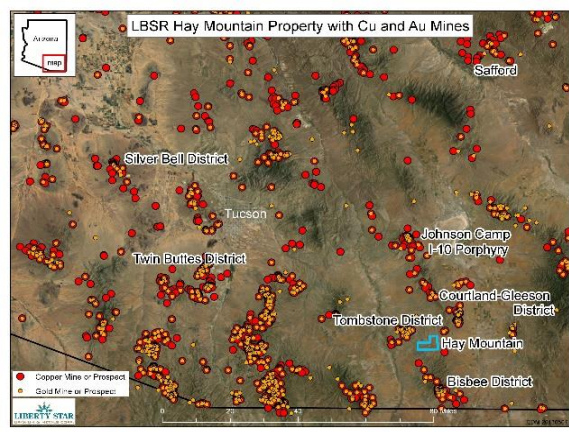 LBSR Hay Mountain Property with Cu and Au Mines
Arizona
map
Safford
Silver Bell District
Tucson
Johnson Camp
I-10 Porphyry
Twin Buttes District
Courtland-Gleeson
District
Tombstone District
Hay Mountain
Bisbee District
Copper Mine or Prospect
Gold Mine or Prospect
LIBERTY STAR
0 20 40 80 Miles